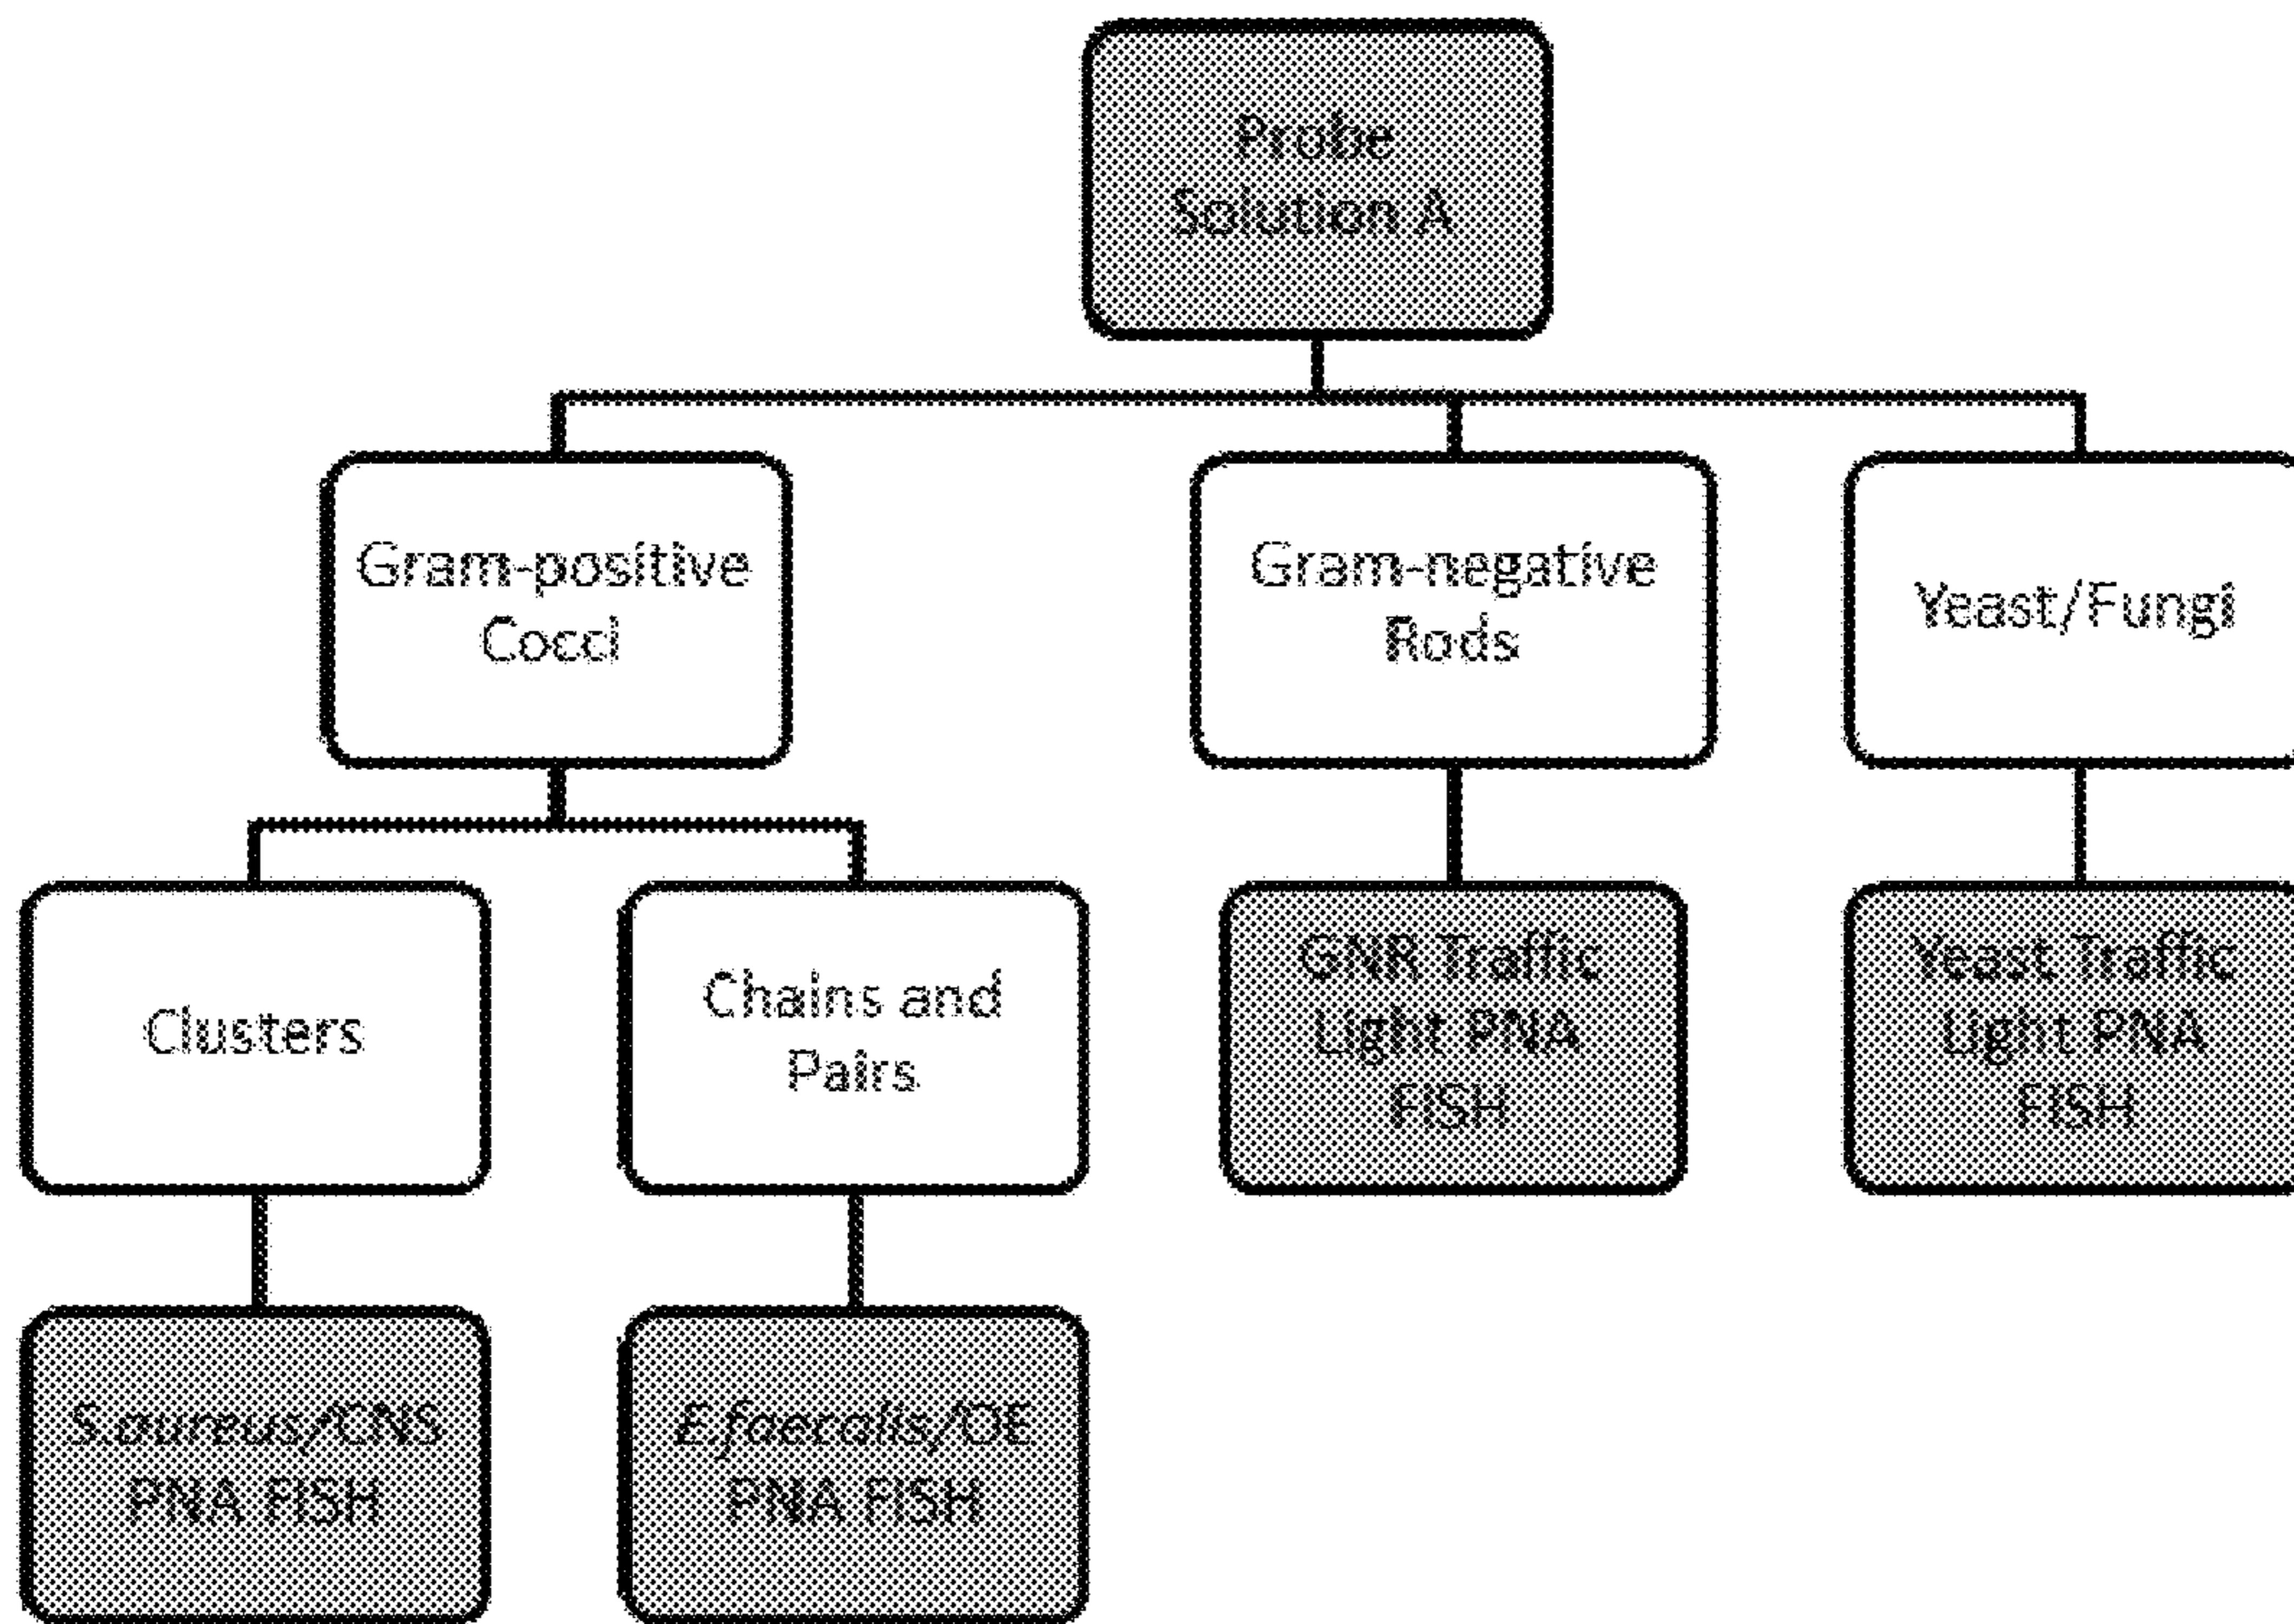 Probe
Solution A
Gram-positive
Cocci
Gram-negative
Rods
Yeast/Fungi
Clusters
Chains and
Pairs
GNR Traffic
Light PNA
FISH
Yeast Traffic
Light PNA
FISH
S.aureus/CNS
PNA FISH
E.faecalis/OE
PNA FISH